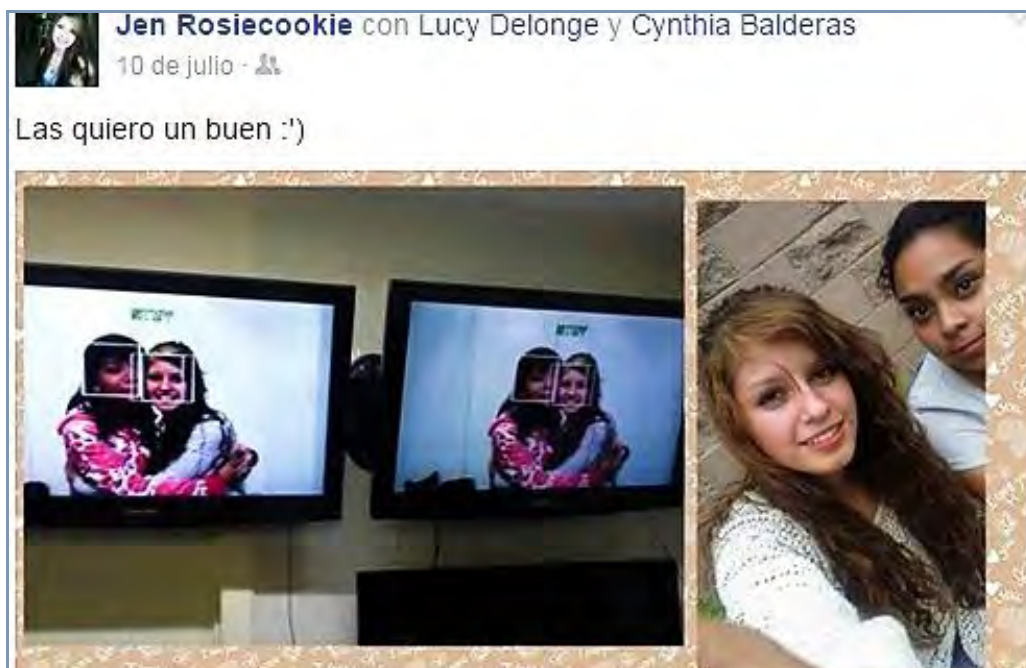 Jen Rosiecookie con Lucy Delonge y Cynthia Balderas
10 de julio ·
Las quiero un buen :')